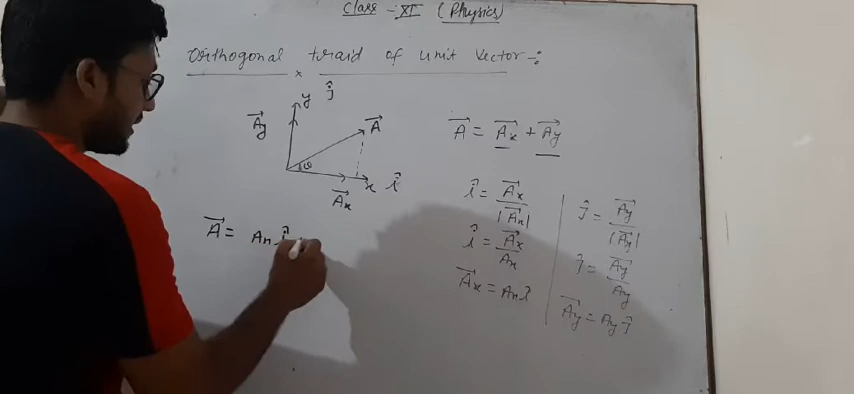 Class - XI (Physics)
Orthogonal traid of unit vector -:
x
y ĵ
A⃗y
A⃗
θ
x î
A⃗x
A⃗ = A⃗x + A⃗y
î = A⃗x / |A⃗x|
î = A⃗x / Ax
A⃗x = Ax î
ĵ = A⃗y / |A⃗y|
ĵ = A⃗y / Ay
A⃗y = Ay ĵ
A⃗ = Ax î